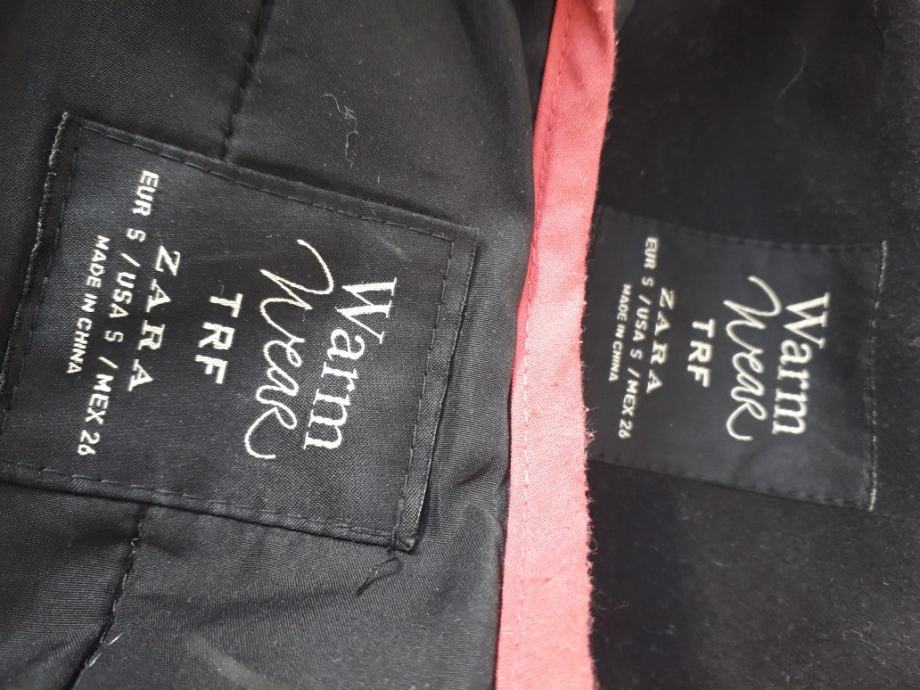 Warm
Wear
TRF
ZARA
EUR S / USA S / MEX 26
MADE IN CHINA
Warm
Wear
TRF
ZARA
EUR S / USA S / MEX 26
MADE IN CHINA